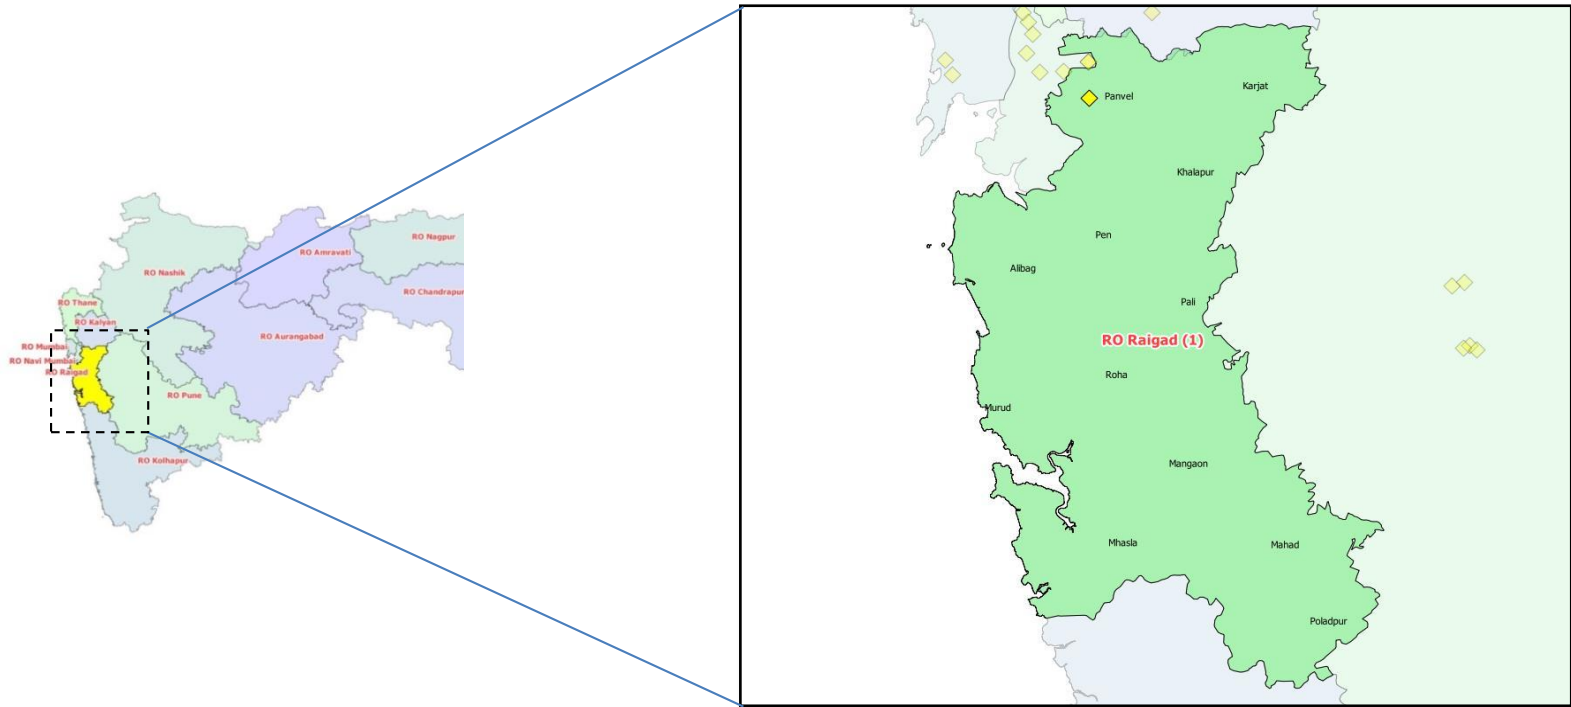 RO Nagpur
RO Amravati
RO Nashik
RO Chandrapur
RO Thane
RO Kalyan
RO Aurangabad
RO Mumbai
RO Navi Mumbai
RO Raigad
RO Pune
RO Kolhapur
Karjat
Panvel
Khalapur
Pen
Alibag
Pali
RO Raigad (1)
Roha
Murud
Mangaon
Mhasla
Mahad
Poladpur